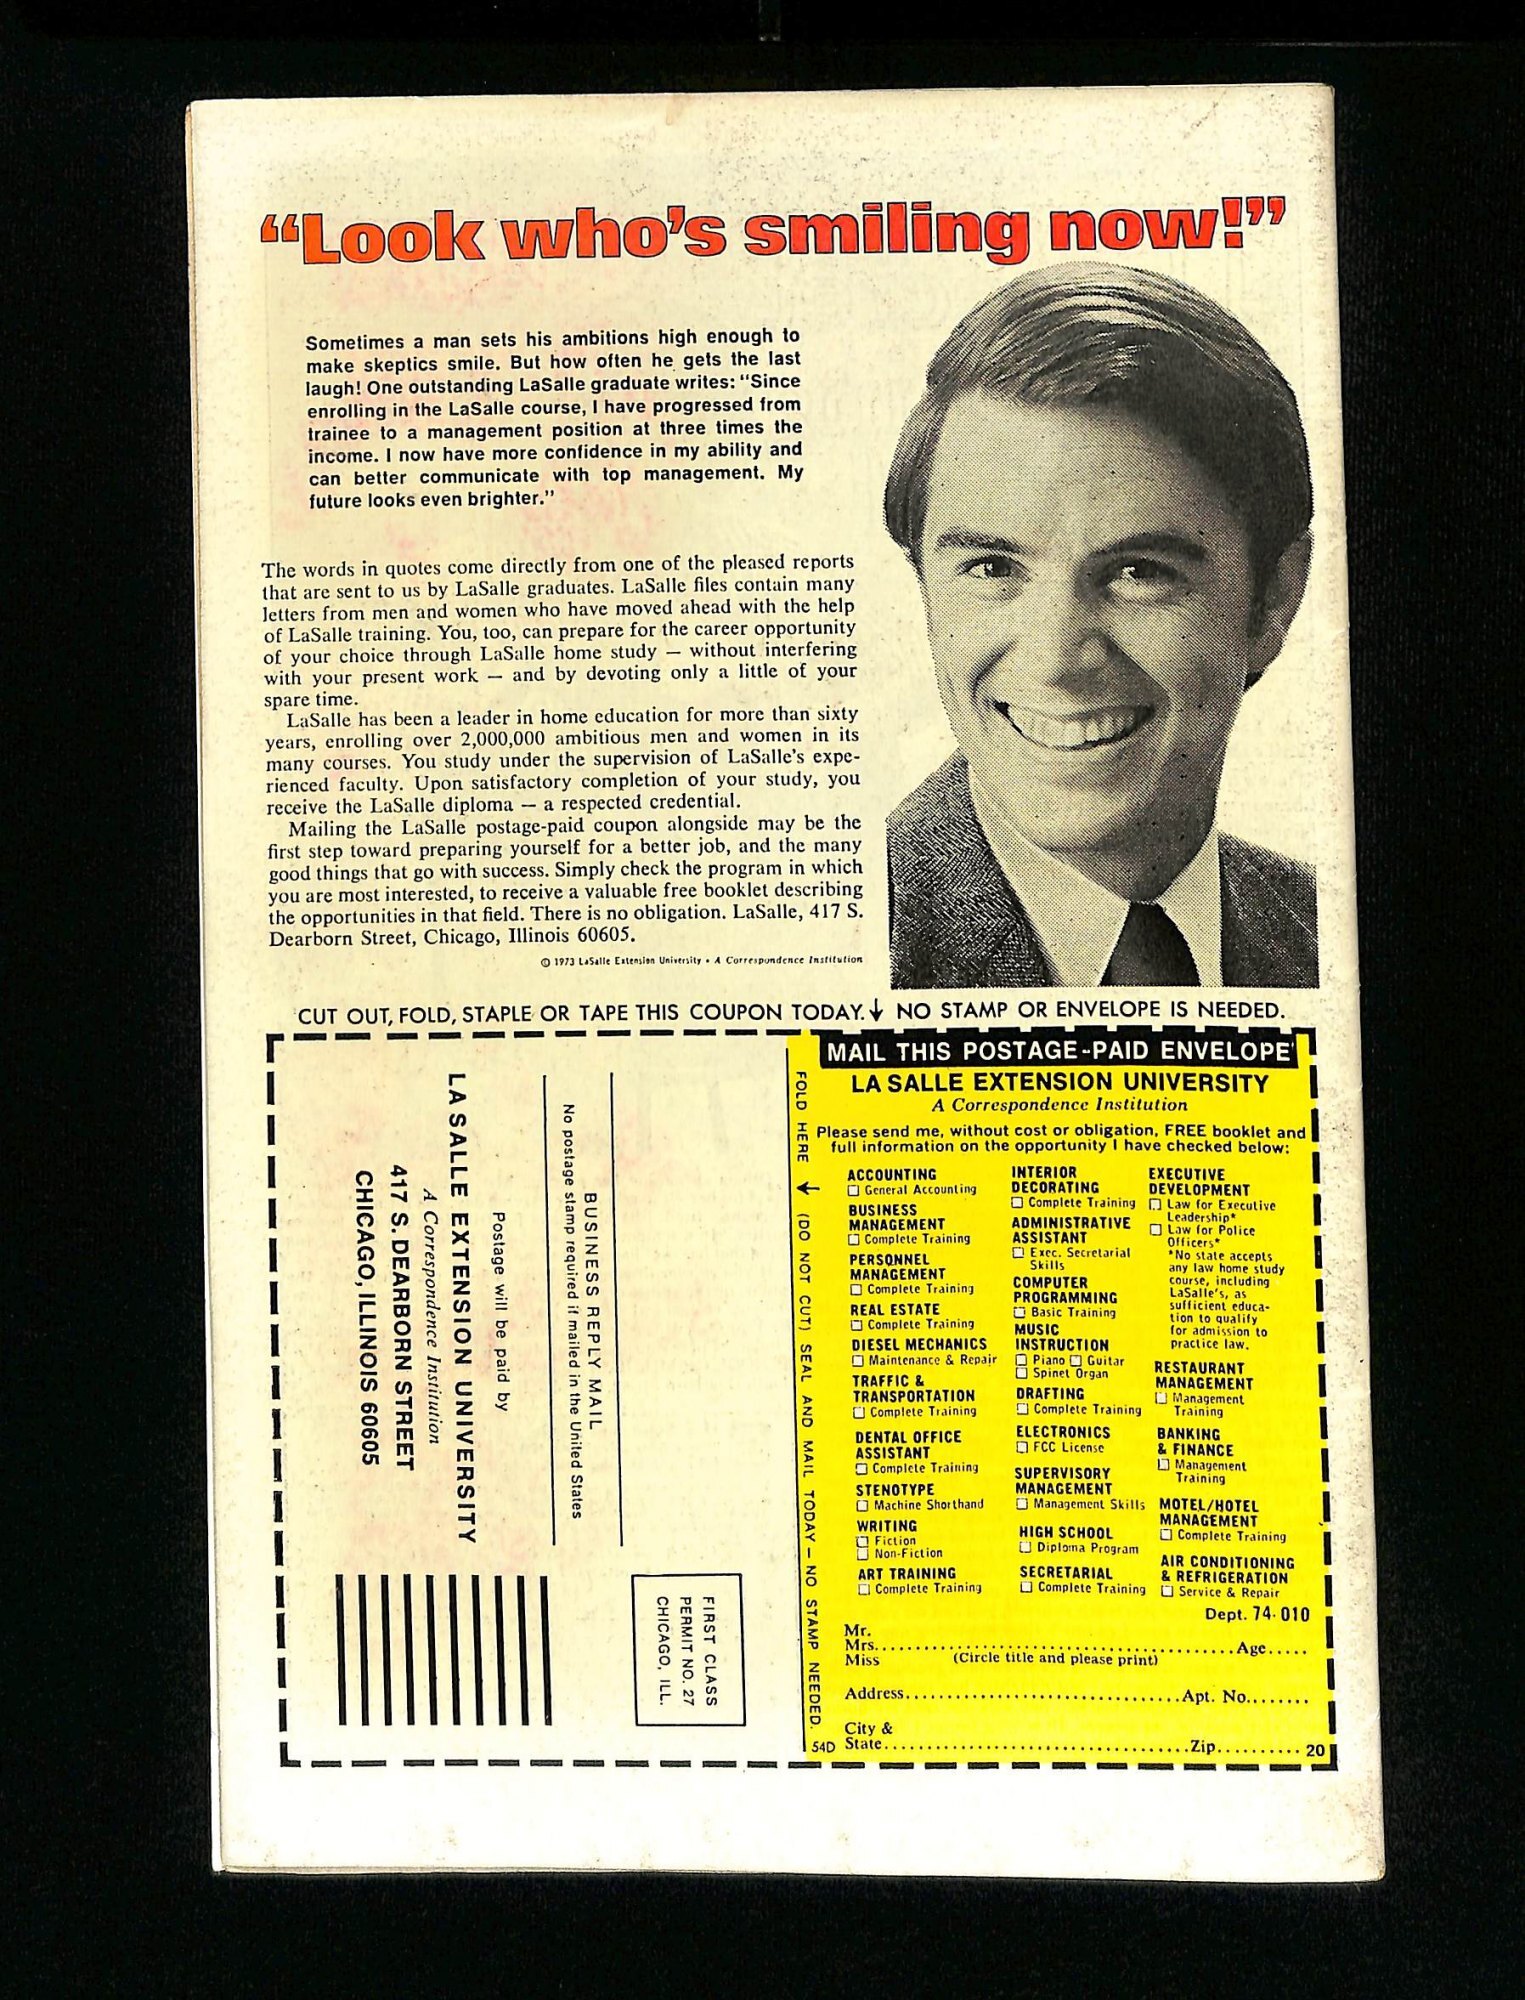 “Look who’s smiling now!”
Sometimes a man sets his ambitions high enough to
make skeptics smile. But how often he gets the last
laugh! One outstanding LaSalle graduate writes: “Since
enrolling in the LaSalle course, I have progressed from
trainee to a management position at three times the
income. I now have more confidence in my ability and
can better communicate with top management. My
future looks even brighter.”
The words in quotes come directly from one of the pleased reports
that are sent to us by LaSalle graduates. LaSalle files contain many
letters from men and women who have moved ahead with the help
of LaSalle training. You, too, can prepare for the career opportunity
of your choice through LaSalle home study — without interfering
with your present work — and by devoting only a little of your
spare time.
LaSalle has been a leader in home education for more than sixty
years, enrolling over 2,000,000 ambitious men and women in its
many courses. You study under the supervision of LaSalle's expe-
rienced faculty. Upon satisfactory completion of your study, you
receive the LaSalle diploma — a respected credential.
Mailing the LaSalle postage-paid coupon alongside may be the
first step toward preparing yourself for a better job, and the many
good things that go with success. Simply check the program in which
you are most interested, to receive a valuable free booklet describing
the opportunities in that field. There is no obligation. LaSalle, 417 S.
Dearborn Street, Chicago, Illinois 60605.
© 1973 LaSalle Extension University • A Correspondence Institution
CUT OUT, FOLD, STAPLE OR TAPE THIS COUPON TODAY. ↓ NO STAMP OR ENVELOPE IS NEEDED.
FIRST CLASS
PERMIT NO. 27
CHICAGO, ILL.
BUSINESS REPLY MAIL
No postage stamp required if mailed in the United States
Postage will be paid by
LA SALLE EXTENSION UNIVERSITY
A Correspondence Institution
417 S. DEARBORN STREET
CHICAGO, ILLINOIS 60605
FOLD HERE ↓ (DO NOT CUT) SEAL AND MAIL TODAY — NO STAMP NEEDED.
MAIL THIS POSTAGE-PAID ENVELOPE
LA SALLE EXTENSION UNIVERSITY
A Correspondence Institution
Please send me, without cost or obligation, FREE booklet and
full information on the opportunity I have checked below:
ACCOUNTING
☐ General Accounting
BUSINESS
MANAGEMENT
☐ Complete Training
PERSONNEL
MANAGEMENT
☐ Complete Training
REAL ESTATE
☐ Complete Training
DIESEL MECHANICS
☐ Maintenance & Repair
TRAFFIC &
TRANSPORTATION
☐ Complete Training
DENTAL OFFICE
ASSISTANT
☐ Complete Training
STENOTYPE
☐ Machine Shorthand
WRITING
☐ Fiction
☐ Non-Fiction
ART TRAINING
☐ Complete Training
INTERIOR
DECORATING
☐ Complete Training
ADMINISTRATIVE
ASSISTANT
☐ Exec. Secretarial
Skills
COMPUTER
PROGRAMMING
☐ Basic Training
MUSIC
INSTRUCTION
☐ Piano ☐ Guitar
☐ Spinet Organ
DRAFTING
☐ Complete Training
ELECTRONICS
☐ FCC License
SUPERVISORY
MANAGEMENT
☐ Management Skills
HIGH SCHOOL
☐ Diploma Program
SECRETARIAL
☐ Complete Training
EXECUTIVE
DEVELOPMENT
☐ Law for Executive
Leadership*
☐ Law for Police
Officers*
*No state accepts
any law home study
course, including
LaSalle's, as
sufficient educa-
tion to qualify
for admission to
practice law.
RESTAURANT
MANAGEMENT
☐ Management
Training
BANKING
& FINANCE
☐ Management
Training
MOTEL/HOTEL
MANAGEMENT
☐ Complete Training
AIR CONDITIONING
& REFRIGERATION
☐ Service & Repair
Dept. 74-010
Mr.
Mrs. Age
Miss (Circle title and please print)
Address Apt. No.
City &
State Zip
54D
20